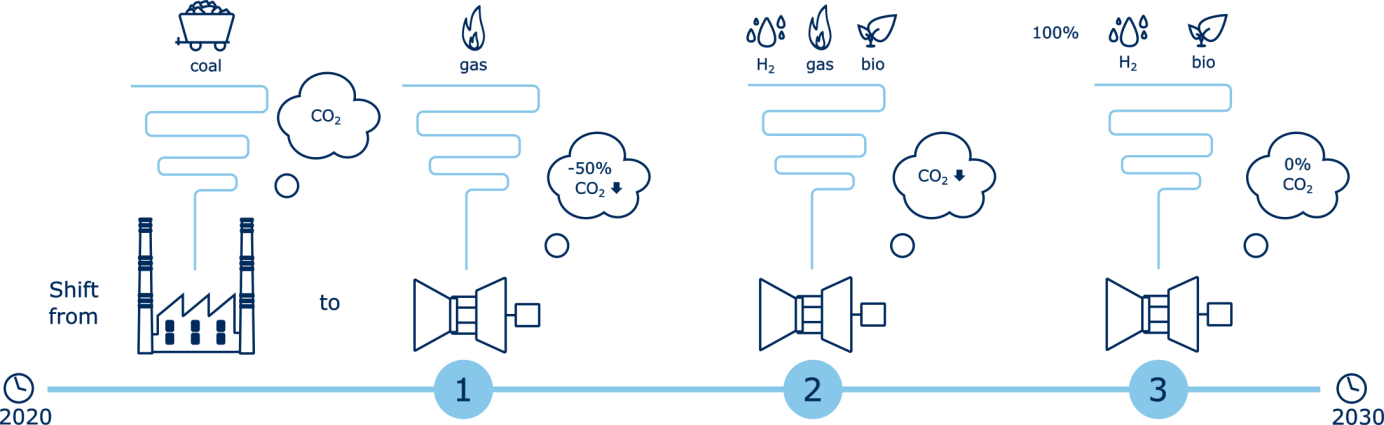 coal
CO₂
Shift
from
to
gas
-50%
CO₂
1
H₂ gas bio
CO₂
2
100%
H₂ bio
0%
CO₂
3
2020
2030